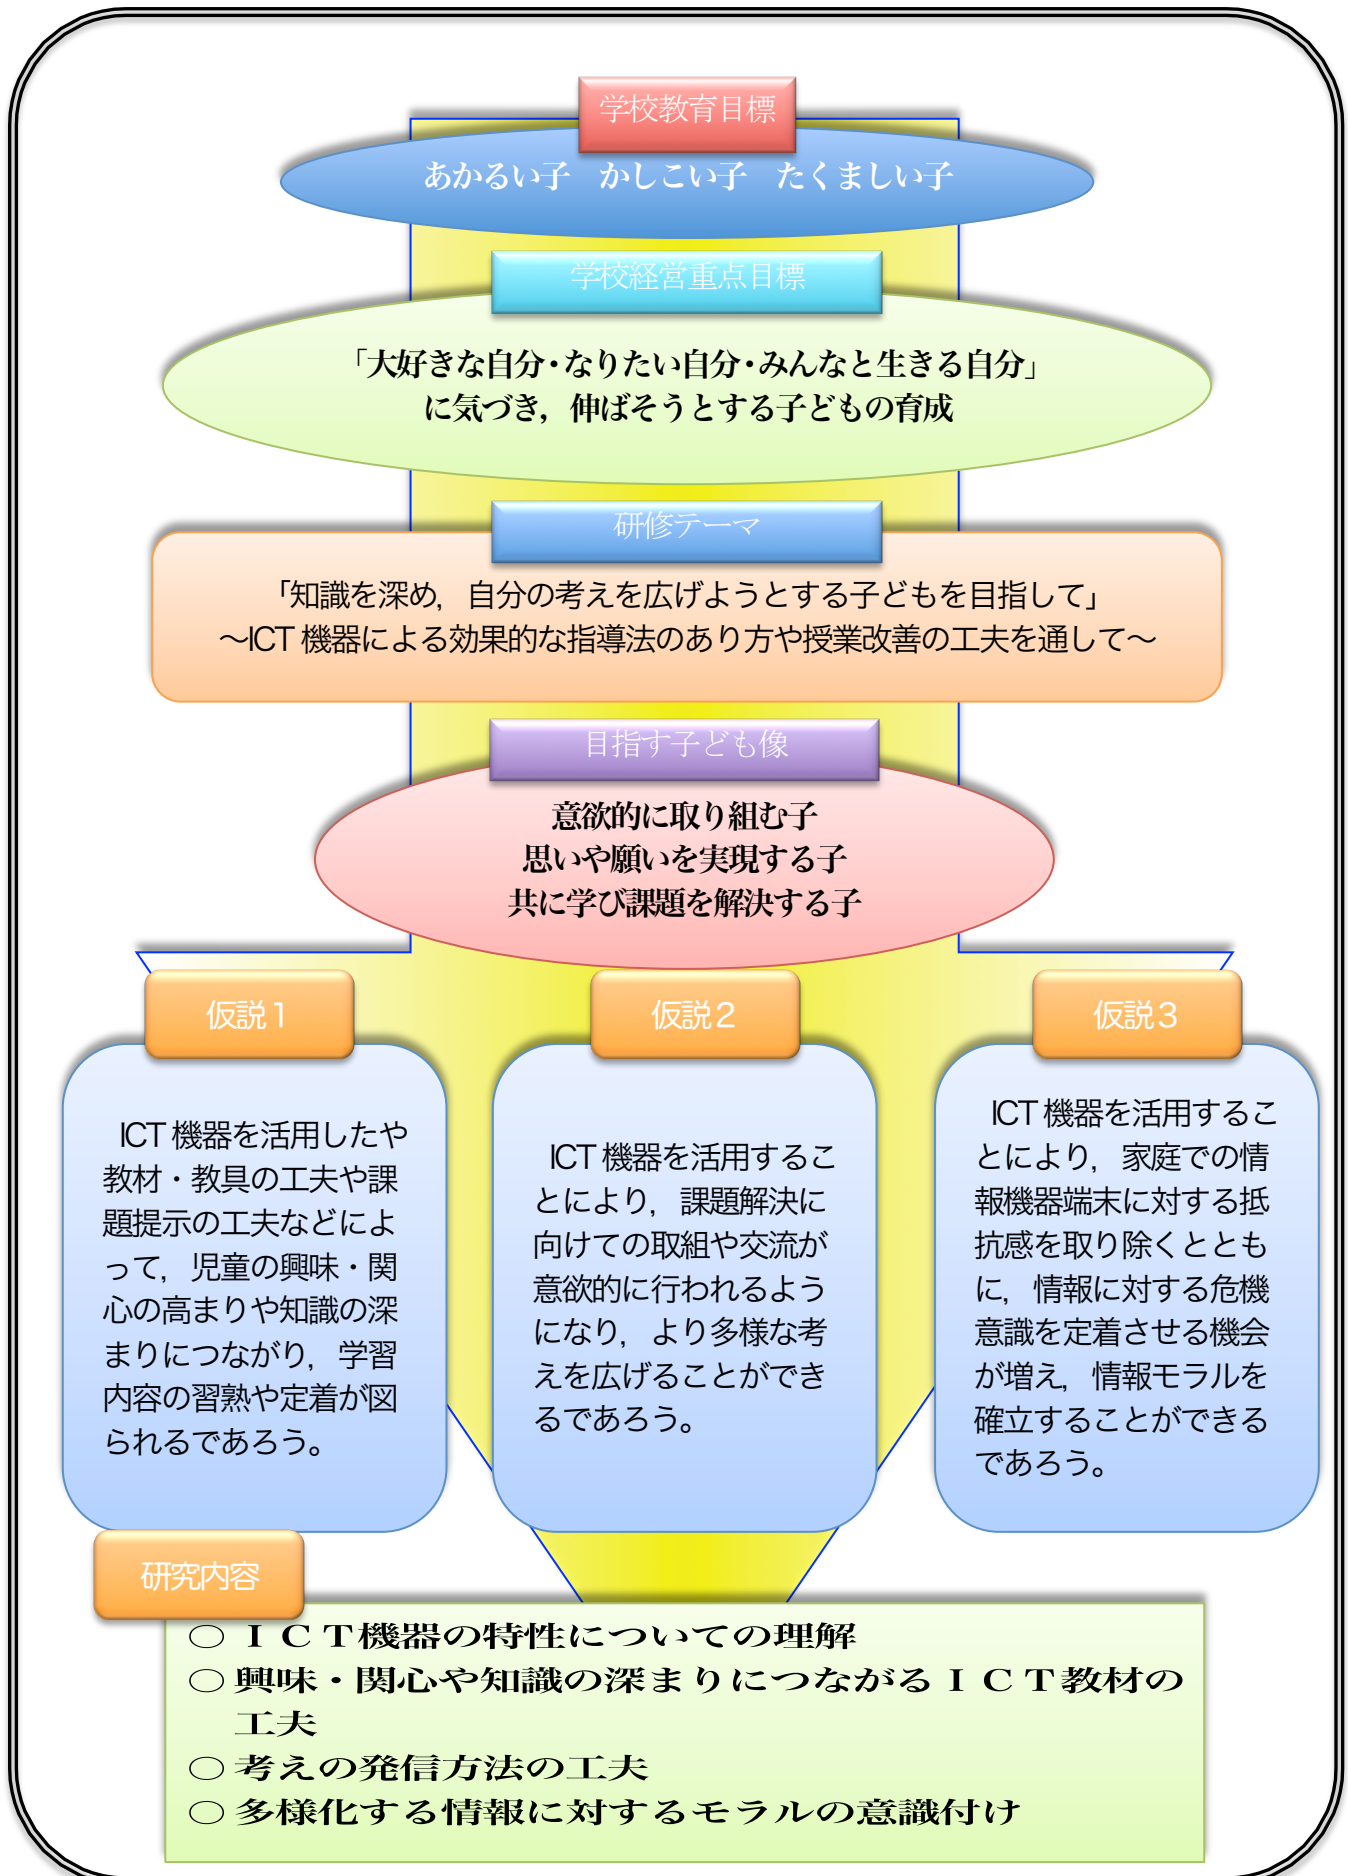 学校教育目標
あかるい子　かしこい子　たくましい子
学校経営重点目標
「大好きな自分・なりたい自分・みんなと生きる自分」
に気づき，伸ばそうとする子どもの育成
研修テーマ
「知識を深め，自分の考えを広げようとする子どもを目指して」
～ICT 機器による効果的な指導法のあり方や授業改善の工夫を通して～
目指す子ども像
意欲的に取り組む子
思いや願いを実現する子
共に学び課題を解決する子
仮説１
ICT 機器を活用したや
教材・教具の工夫や課
題提示の工夫などによ
って，児童の興味・関
心の高まりや知識の深
まりにつながり，学習
内容の習熟や定着が図
られるであろう。
仮説２
ICT 機器を活用するこ
とにより，課題解決に
向けての取組や交流が
意欲的に行われるよう
になり，より多様な考
えを広げることができ
るであろう。
仮説３
ICT 機器を活用するこ
とにより，家庭での情
報機器端末に対する抵
抗感を取り除くととも
に，情報に対する危機
意識を定着させる機会
が増え，情報モラルを
確立することができる
であろう。
研究内容
○ＩＣＴ機器の特性についての理解
○興味・関心や知識の深まりにつながるＩＣＴ教材の
工夫
○考えの発信方法の工夫
○多様化する情報に対するモラルの意識付け